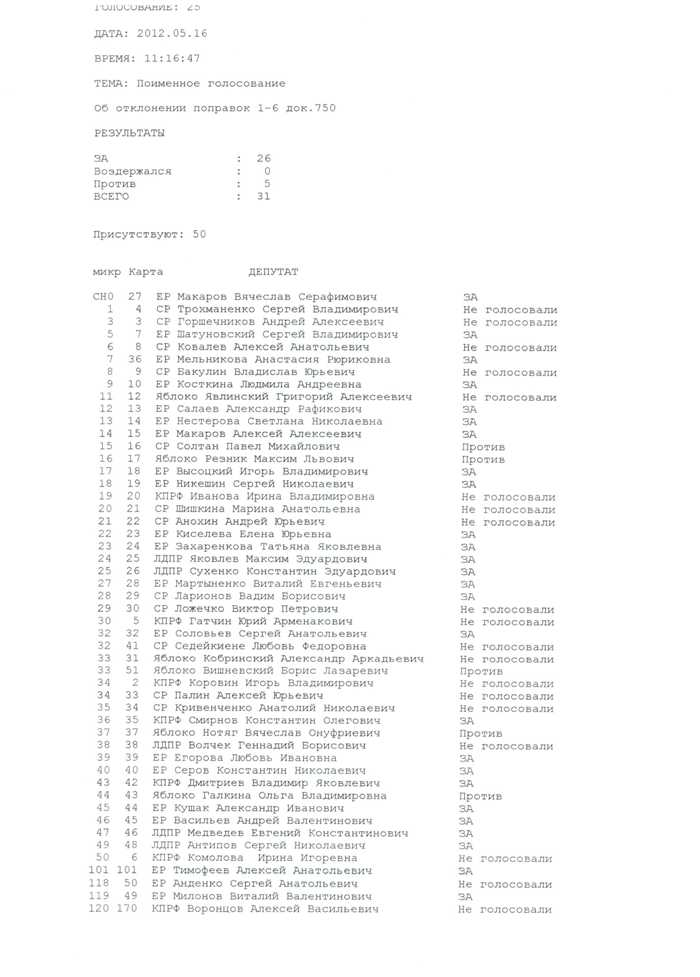 ГОЛОСОВАНИЕ: 25
ДАТА: 2012.05.16
ВРЕМЯ: 11:16:47
ТЕМА: Поименное голосование
Об отклонении поправок 1-6 док.750
РЕЗУЛЬТАТЫ
ЗА : 26
Воздержался : 0
Против : 5
ВСЕГО : 31
Присутствуют: 50
микр Карта ДЕПУТАТ
СН0 27 ЕР Макаров Вячеслав Серафимович ЗА
1 4 СР Трохманенко Сергей Владимирович Не голосовали
3 3 СР Горшечников Андрей Алексеевич Не голосовали
5 7 ЕР Шатуновский Сергей Владимирович ЗА
6 8 СР Ковалев Алексей Анатольевич Не голосовали
7 36 ЕР Мельникова Анастасия Рюриковна ЗА
8 9 СР Бакулин Владислав Юрьевич Не голосовали
9 10 ЕР Косткина Людмила Андреевна ЗА
11 12 Яблоко Явлинский Григорий Алексеевич Не голосовали
12 13 ЕР Салаев Александр Рафикович ЗА
13 14 ЕР Нестерова Светлана Николаевна ЗА
14 15 ЕР Макаров Алексей Алексеевич ЗА
15 16 СР Солтан Павел Михайлович Против
16 17 Яблоко Резник Максим Львович Против
17 18 ЕР Высоцкий Игорь Владимирович ЗА
18 19 ЕР Никешин Сергей Николаевич ЗА
19 20 КПРФ Иванова Ирина Владимировна Не голосовали
20 21 СР Шишкина Марина Анатольевна Не голосовали
21 22 СР Анохин Андрей Юрьевич Не голосовали
22 23 ЕР Киселева Елена Юрьевна ЗА
23 24 ЕР Захаренкова Татьяна Яковлевна ЗА
24 25 ЛДПР Яковлев Максим Эдуардович ЗА
25 26 ЛДПР Сухенко Константин Эдуардович ЗА
27 28 ЕР Мартыненко Виталий Евгеньевич ЗА
28 29 СР Ларионов Вадим Борисович ЗА
29 30 СР Ложечко Виктор Петрович Не голосовали
30 5 КПРФ Гатчин Юрий Арменакович Не голосовали
32 32 ЕР Соловьев Сергей Анатольевич ЗА
32 41 СР Седейкиене Любовь Федоровна Не голосовали
33 31 Яблоко Кобринский Александр Аркадьевич Не голосовали
33 51 Яблоко Вишневский Борис Лазаревич Против
34 2 КПРФ Коровин Игорь Владимирович Не голосовали
34 33 СР Палин Алексей Юрьевич Не голосовали
35 34 СР Кривенченко Анатолий Николаевич Не голосовали
36 35 КПРФ Смирнов Константин Олегович ЗА
37 37 Яблоко Нотяг Вячеслав Онуфриевич Против
38 38 ЛДПР Волчек Геннадий Борисович Не голосовали
39 39 ЕР Егорова Любовь Ивановна ЗА
40 40 ЕР Серов Константин Николаевич ЗА
43 42 КПРФ Дмитриев Владимир Яковлевич ЗА
44 43 Яблоко Галкина Ольга Владимировна Против
45 44 ЕР Кущак Александр Иванович ЗА
46 45 ЕР Васильев Андрей Валентинович ЗА
47 46 ЛДПР Медведев Евгений Константинович ЗА
49 48 ЛДПР Антипов Сергей Николаевич ЗА
50 6 КПРФ Комолова Ирина Игоревна Не голосовали
101 101 ЕР Тимофеев Алексей Анатольевич ЗА
118 50 ЕР Анденко Сергей Анатольевич Не голосовали
119 49 ЕР Милонов Виталий Валентинович ЗА
120 170 КПРФ Воронцов Алексей Васильевич Не голосовали